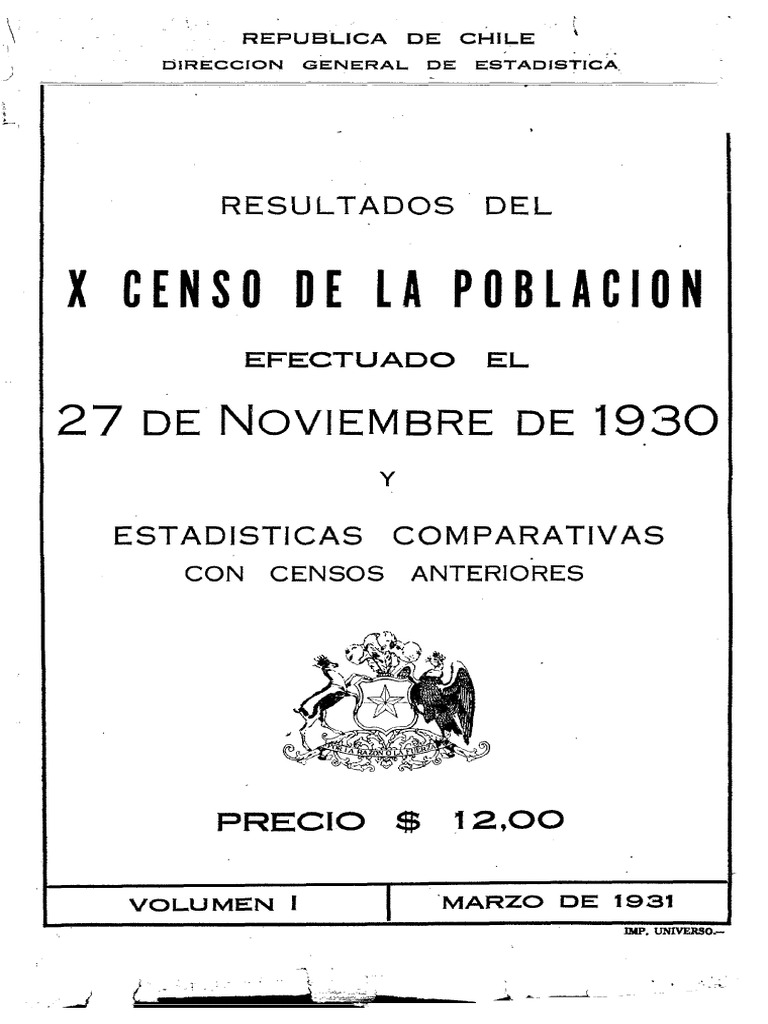 REPUBLICA DE CHILE
DIRECCION GENERAL DE ESTADISTICA
RESULTADOS DEL
X CENSO DE LA POBLACION
EFECTUADO EL
27 DE NOVIEMBRE DE 1930
Y
ESTADISTICAS COMPARATIVAS
CON CENSOS ANTERIORES
POR LA RAZON O LA FUERZA
PRECIO $ 12,00
VOLUMEN I
MARZO DE 1931
IMP. UNIVERSO.—